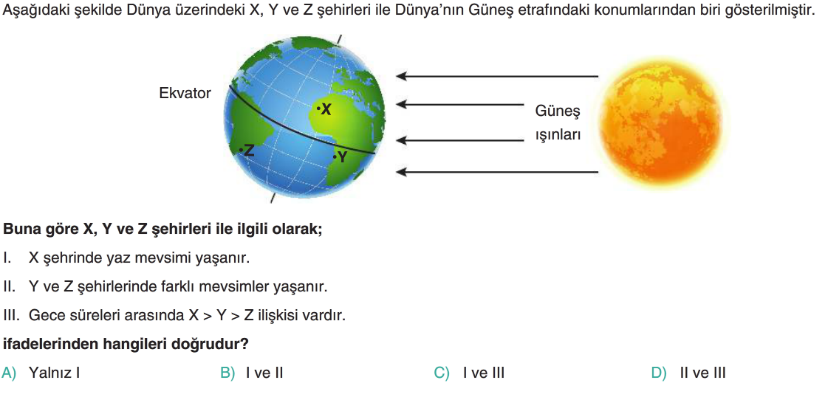 Aşağıdaki şekilde Dünya üzerindeki X, Y ve Z şehirleri ile Dünya'nın Güneş etrafındaki konumlarından biri gösterilmiştir.
Ekvator
X
Z
Y
Güneş
ışınları
Buna göre X, Y ve Z şehirleri ile ilgili olarak;
I. X şehrinde yaz mevsimi yaşanır.
II. Y ve Z şehirlerinde farklı mevsimler yaşanır.
III. Gece süreleri arasında X > Y > Z ilişkisi vardır.
ifadelerinden hangileri doğrudur?
A) Yalnız I B) I ve II C) I ve III D) II ve III